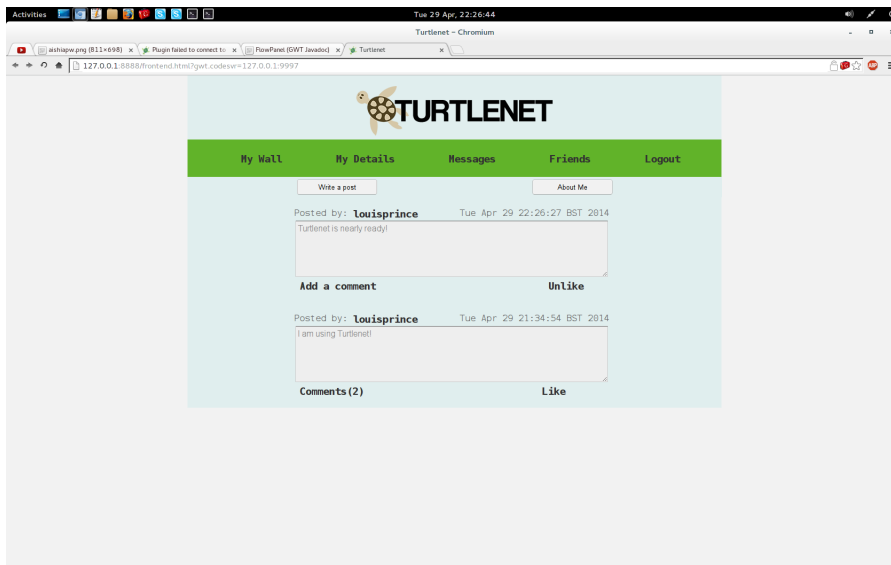 Activities
Tue 29 Apr, 22:26:44
Turtlenet - Chromium
aishiapw.png (811×698)
Plugin failed to connect to
FlowPanel (GWT Javadoc)
Turtlenet
127.0.0.1:8888/frontend.html?gwt.codesvr=127.0.0.1:9997
TURTLENET
My Wall My Details Messages Friends Logout
Write a post About Me
Posted by: louisprince Tue Apr 29 22:26:27 BST 2014
Turtlenet is nearly ready!
Add a comment Unlike
Posted by: louisprince Tue Apr 29 21:34:54 BST 2014
I am using Turtlenet!
Comments(2) Like